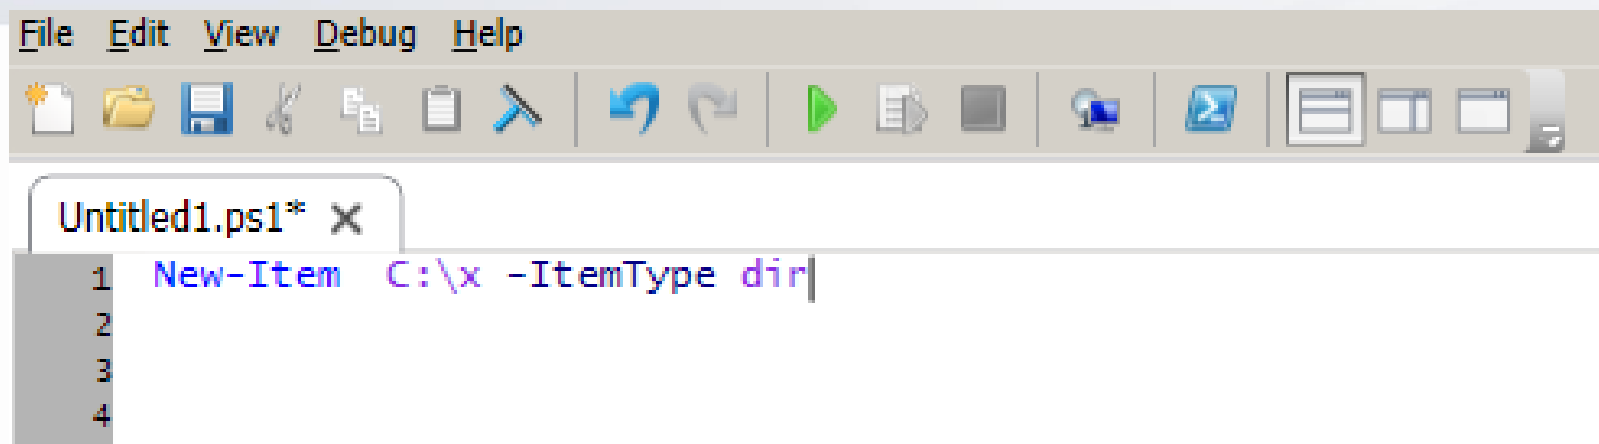 File Edit View Debug Help
Untitled1.ps1*
1 New-Item  C:\x -ItemType dir
2
3
4